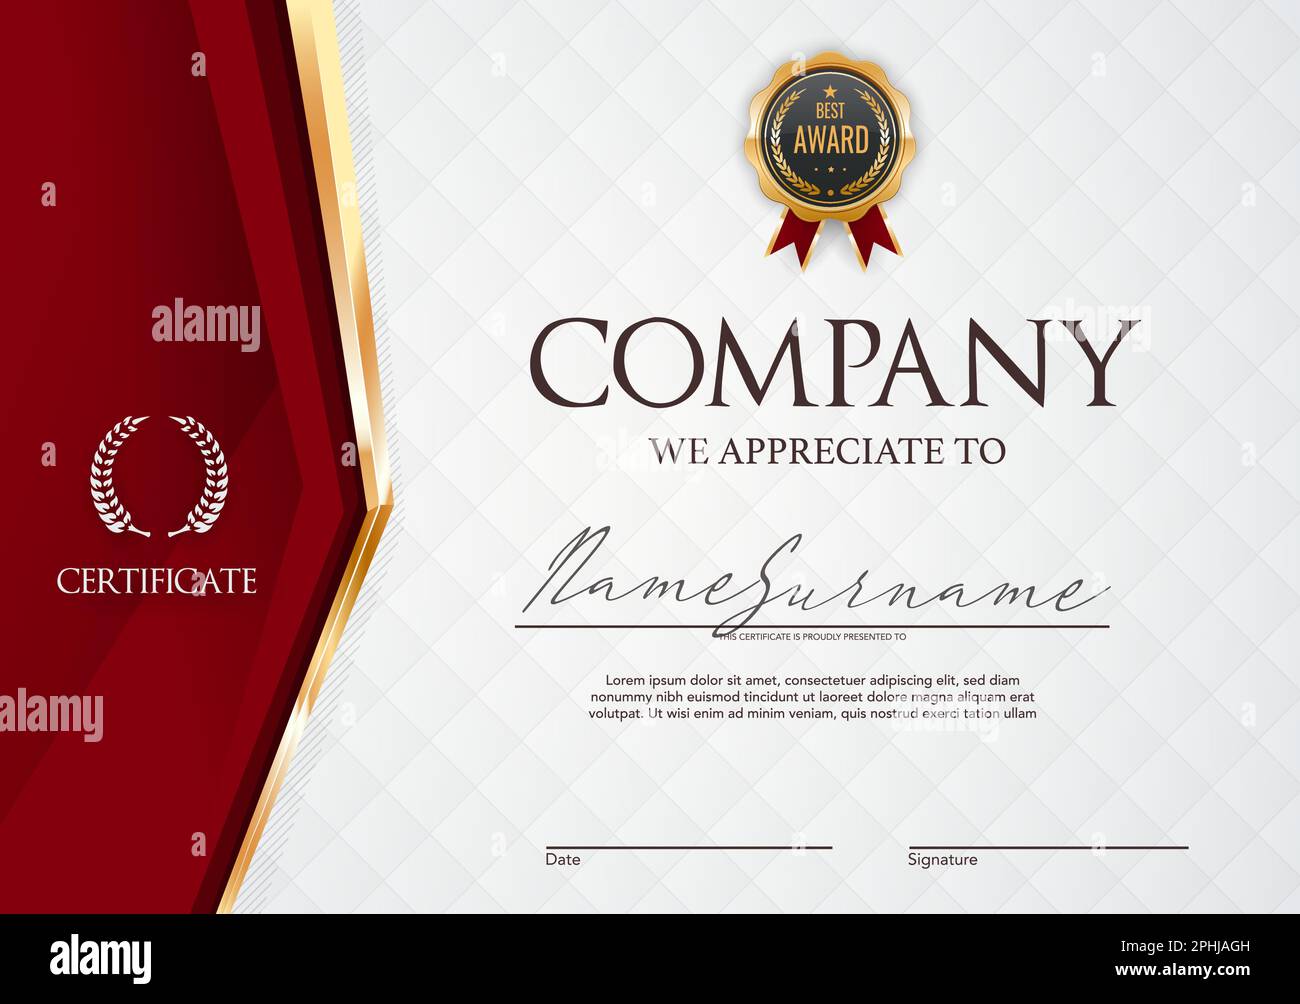 BEST
AWARD
COMPANY
WE APPRECIATE TO
CERTIFICATE
NameSurname
THIS CERTIFICATE IS PROUDLY PRESENTED TO
Lorem ipsum dolor sit amet, consectetuer adipiscing elit, sed diam
nonummy nibh euismod tincidunt ut laoreet dolore magna aliquam erat
volutpat. Ut wisi enim ad minim veniam, quis nostrud exerci tation ullam
Date
Signature
alamy
alamy
Image ID: 2PHJAGH
www.alamy.com